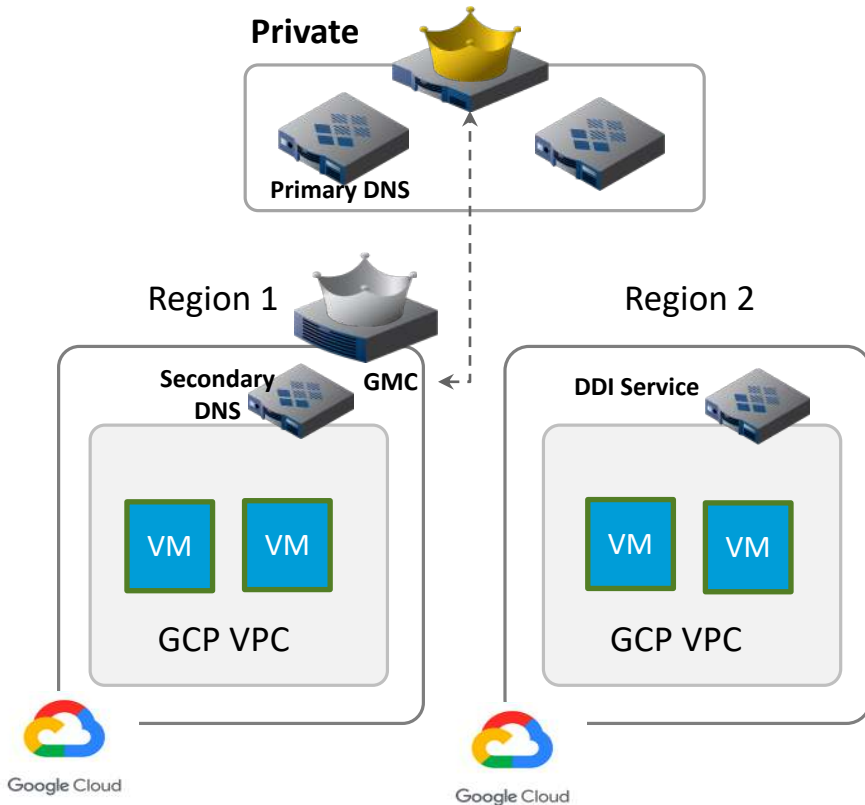 Private
Primary DNS
Region 1
Region 2
Secondary
DNS
GMC
DDI Service
VM
VM
VM
VM
GCP VPC
GCP VPC
Google Cloud
Google Cloud